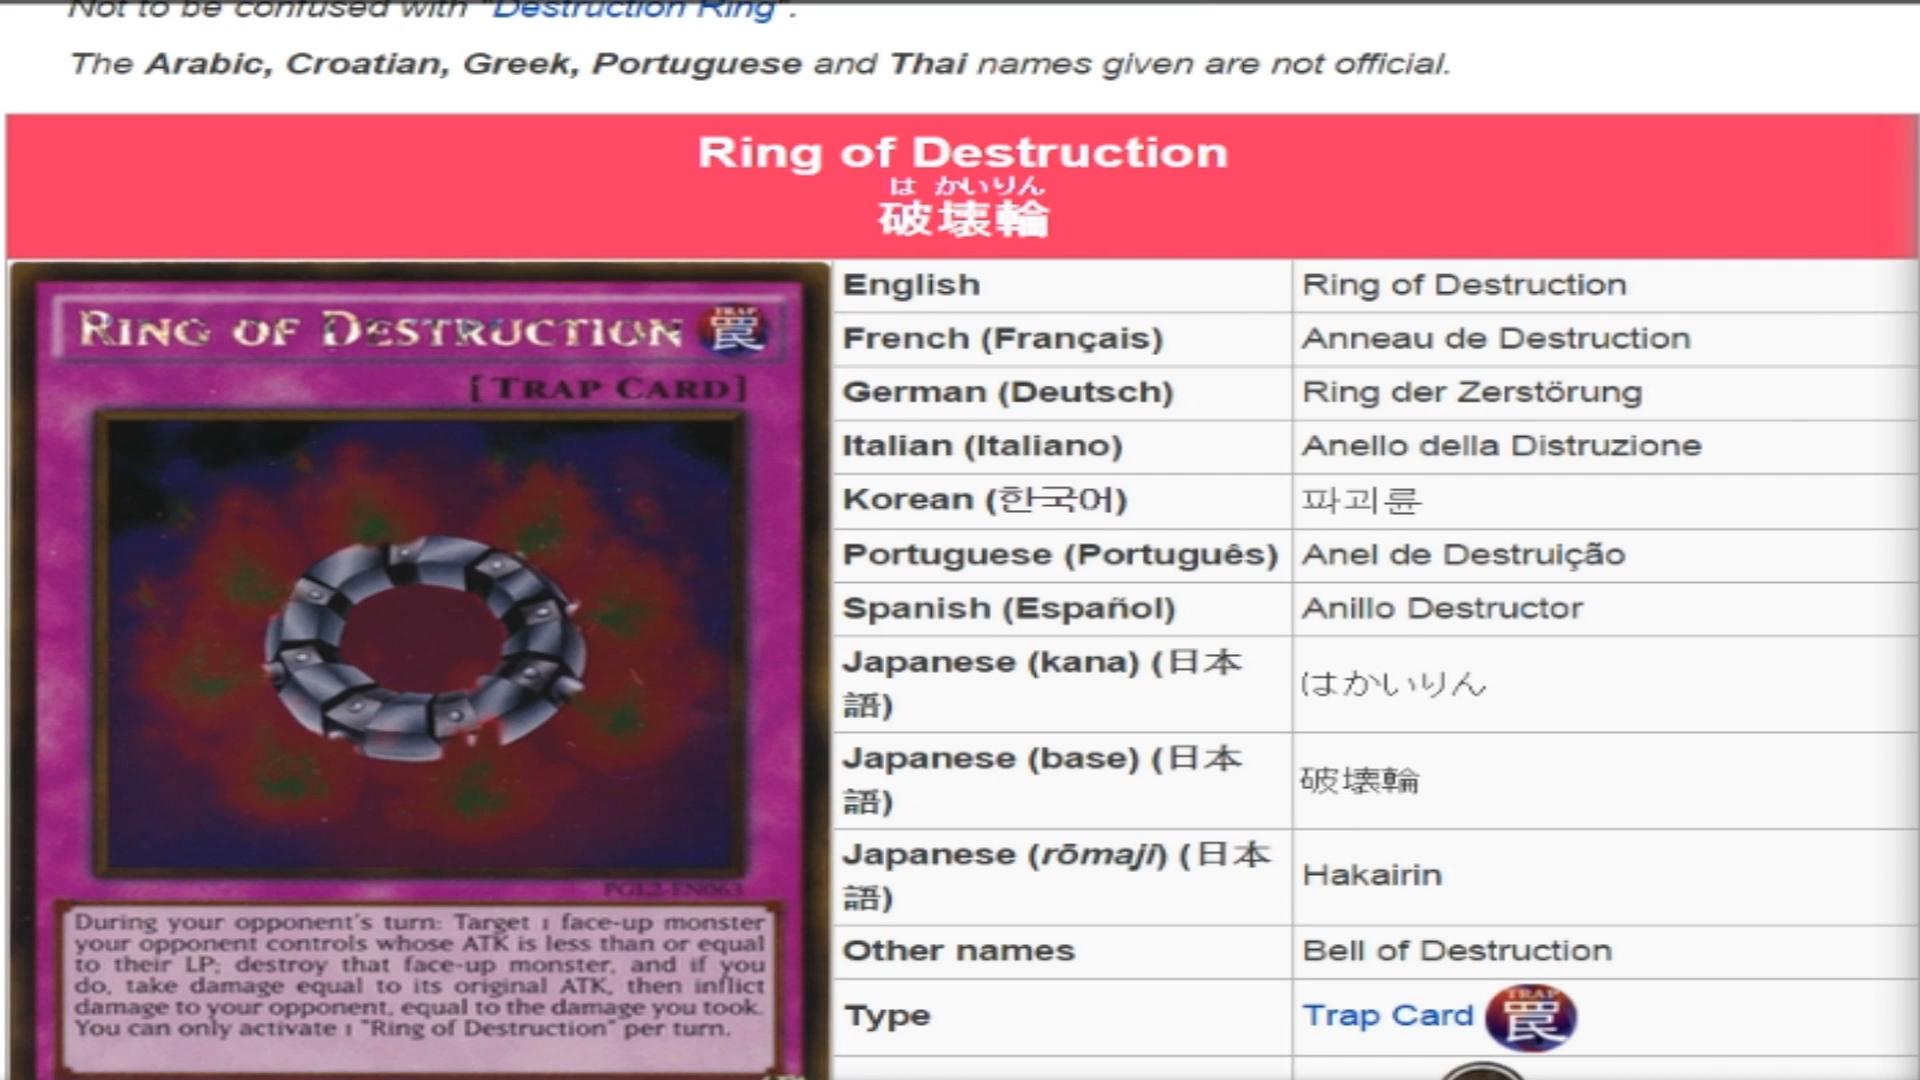 Not to be confused with "Destruction Ring".
The Arabic, Croatian, Greek, Portuguese and Thai names given are not official.
Ring of Destruction
は かいりん
破壊輪
RING OF DESTRUCTION TRAP 罠
[TRAP CARD]
PGL2-EN063
During your opponent's turn: Target 1 face-up monster
your opponent controls whose ATK is less than or equal
to their LP; destroy that face-up monster, and if you
do, take damage equal to its original ATK, then inflict
damage to your opponent, equal to the damage you took.
You can only activate 1 "Ring of Destruction" per turn.
English Ring of Destruction
French (Français) Anneau de Destruction
German (Deutsch) Ring der Zerstörung
Italian (Italiano) Anello della Distruzione
Korean (한국어) 파괴륜
Portuguese (Português) Anel de Destruição
Spanish (Español) Anillo Destructor
Japanese (kana) (日本
語) はかいりん
Japanese (base) (日本
語) 破壊輪
Japanese (rōmaji) (日本
語) Hakairin
Other names Bell of Destruction
Type Trap Card TRAP 罠